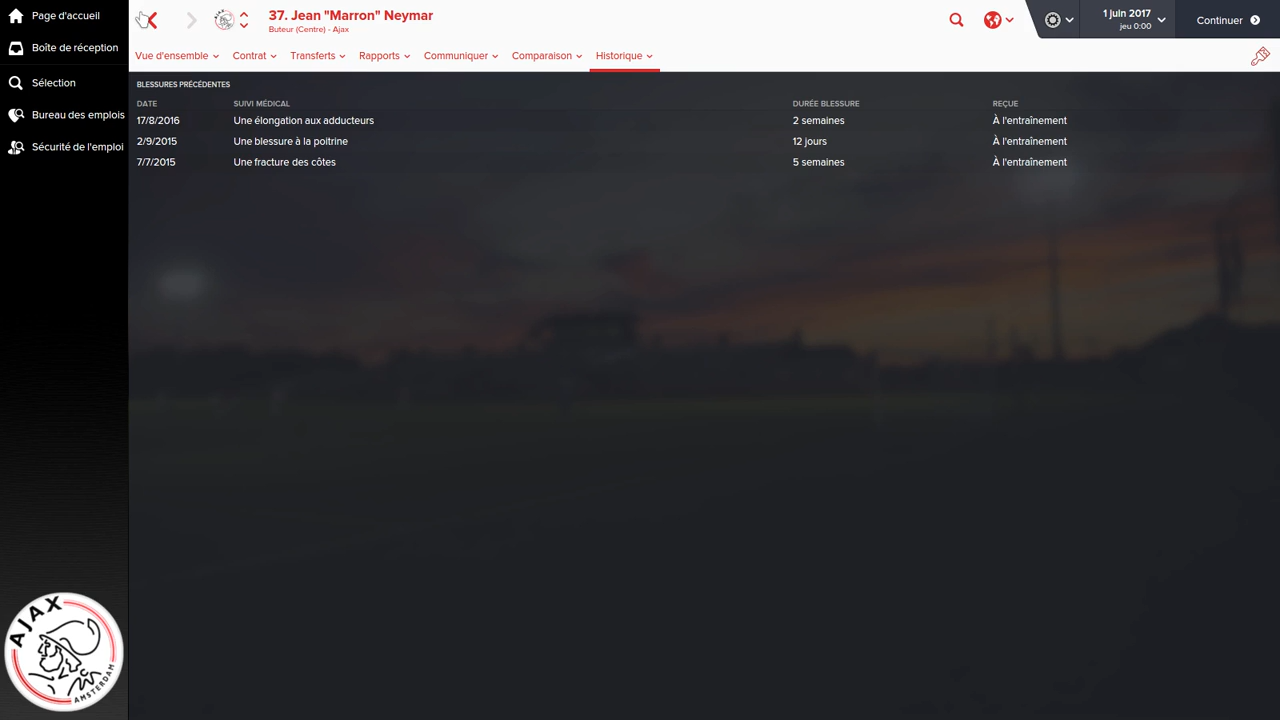 Page d'accueil
Boîte de réception
Sélection
Bureau des emplois
Sécurité de l'emploi
37. Jean "Marron" Neymar
Buteur (Centre) - Ajax
1 juin 2017
jeu 0:00
Continuer
Vue d'ensemble Contrat Transferts Rapports Communiquer Comparaison Historique
BLESSURES PRÉCÉDENTES
DATE SUIVI MÉDICAL DURÉE BLESSURE REÇUE
17/8/2016 Une élongation aux adducteurs 2 semaines À l'entraînement
2/9/2015 Une blessure à la poitrine 12 jours À l'entraînement
7/7/2015 Une fracture des côtes 5 semaines À l'entraînement
AJAX
AMSTERDAM